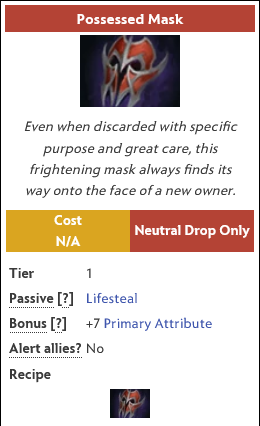 Possessed Mask
Even when discarded with specific
purpose and great care, this
frightening mask always finds its
way onto the face of a new owner.
Cost
N/A
Neutral Drop Only
Tier 1
Passive [?] Lifesteal
Bonus [?] +7 Primary Attribute
Alert allies? No
Recipe